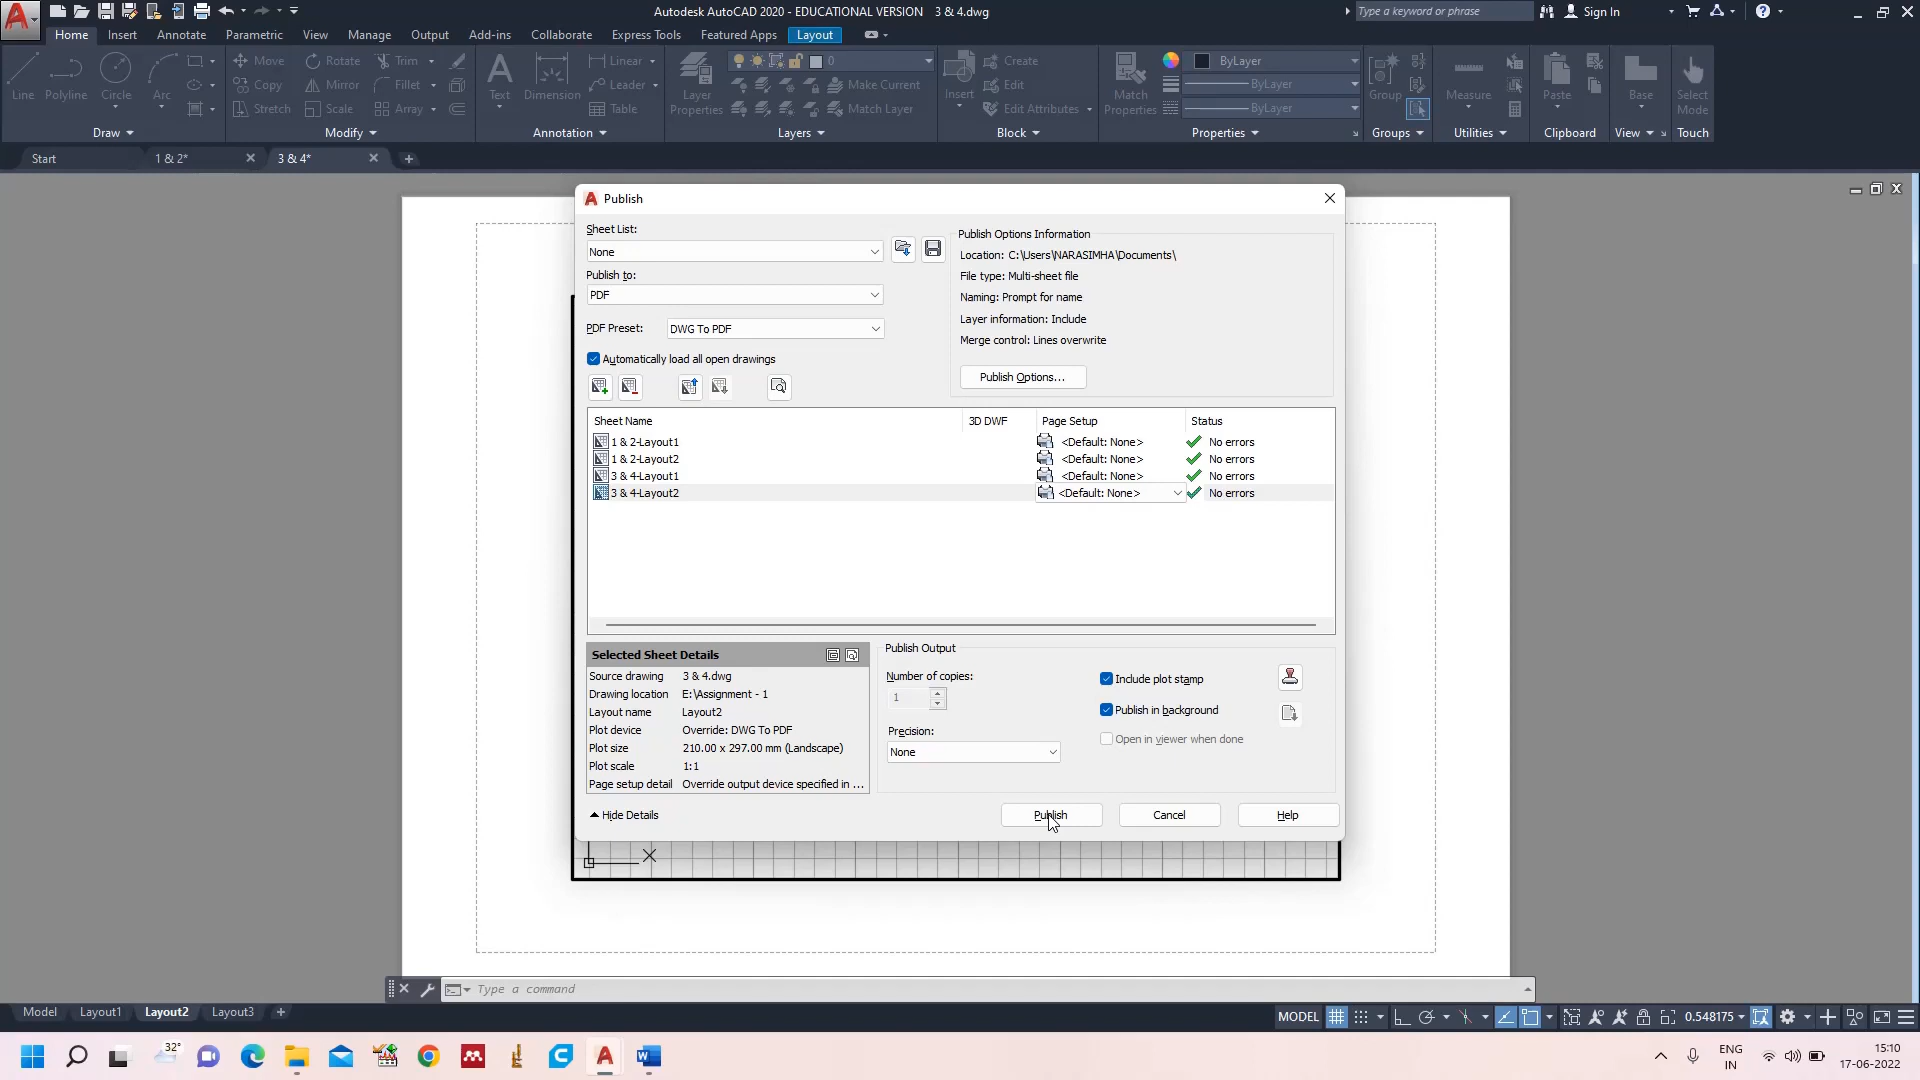 Autodesk AutoCAD 2020 - EDUCATIONAL VERSION 3 & 4.dwg
Type a keyword or phrase
Sign In
Home Insert Annotate Parametric View Manage Output Add-ins Collaborate Express Tools Featured Apps Layout
Line Polyline Circle Arc
Move Rotate Trim
Copy Mirror Fillet
Stretch Scale Array
Text Dimension
Linear
Leader
Table
Layer Properties
0
Make Current
Match Layer
Insert
Create
Edit
Edit Attributes
Match Properties
ByLayer
ByLayer
ByLayer
Group Measure Paste Base Select Mode
Draw Modify Annotation Layers Block Properties Groups Utilities Clipboard View Touch
Start 1 & 2* 3 & 4*
Publish
Sheet List:
None
Publish to:
PDF
PDF Preset: DWG To PDF
Automatically load all open drawings
Publish Options Information
Location: C:\Users\NARASIMHA\Documents\
File type: Multi-sheet file
Naming: Prompt for name
Layer information: Include
Merge control: Lines overwrite
Publish Options...
Sheet Name 3D DWF Page Setup Status
1 & 2-Layout1 <Default: None> No errors
1 & 2-Layout2 <Default: None> No errors
3 & 4-Layout1 <Default: None> No errors
3 & 4-Layout2 <Default: None> No errors
Selected Sheet Details
Source drawing 3 & 4.dwg
Drawing location E:\Assignment - 1
Layout name Layout2
Plot device Override: DWG To PDF
Plot size 210.00 x 297.00 mm (Landscape)
Plot scale 1:1
Page setup detail Override output device specified in ...
Publish Output
Number of copies:
1
Precision:
None
Include plot stamp
Publish in background
Open in viewer when done
Hide Details
Publish Cancel Help
Type a command
Model Layout1 Layout2 Layout3
MODEL 0.548175
32°
ENG
IN
15:10
17-06-2022